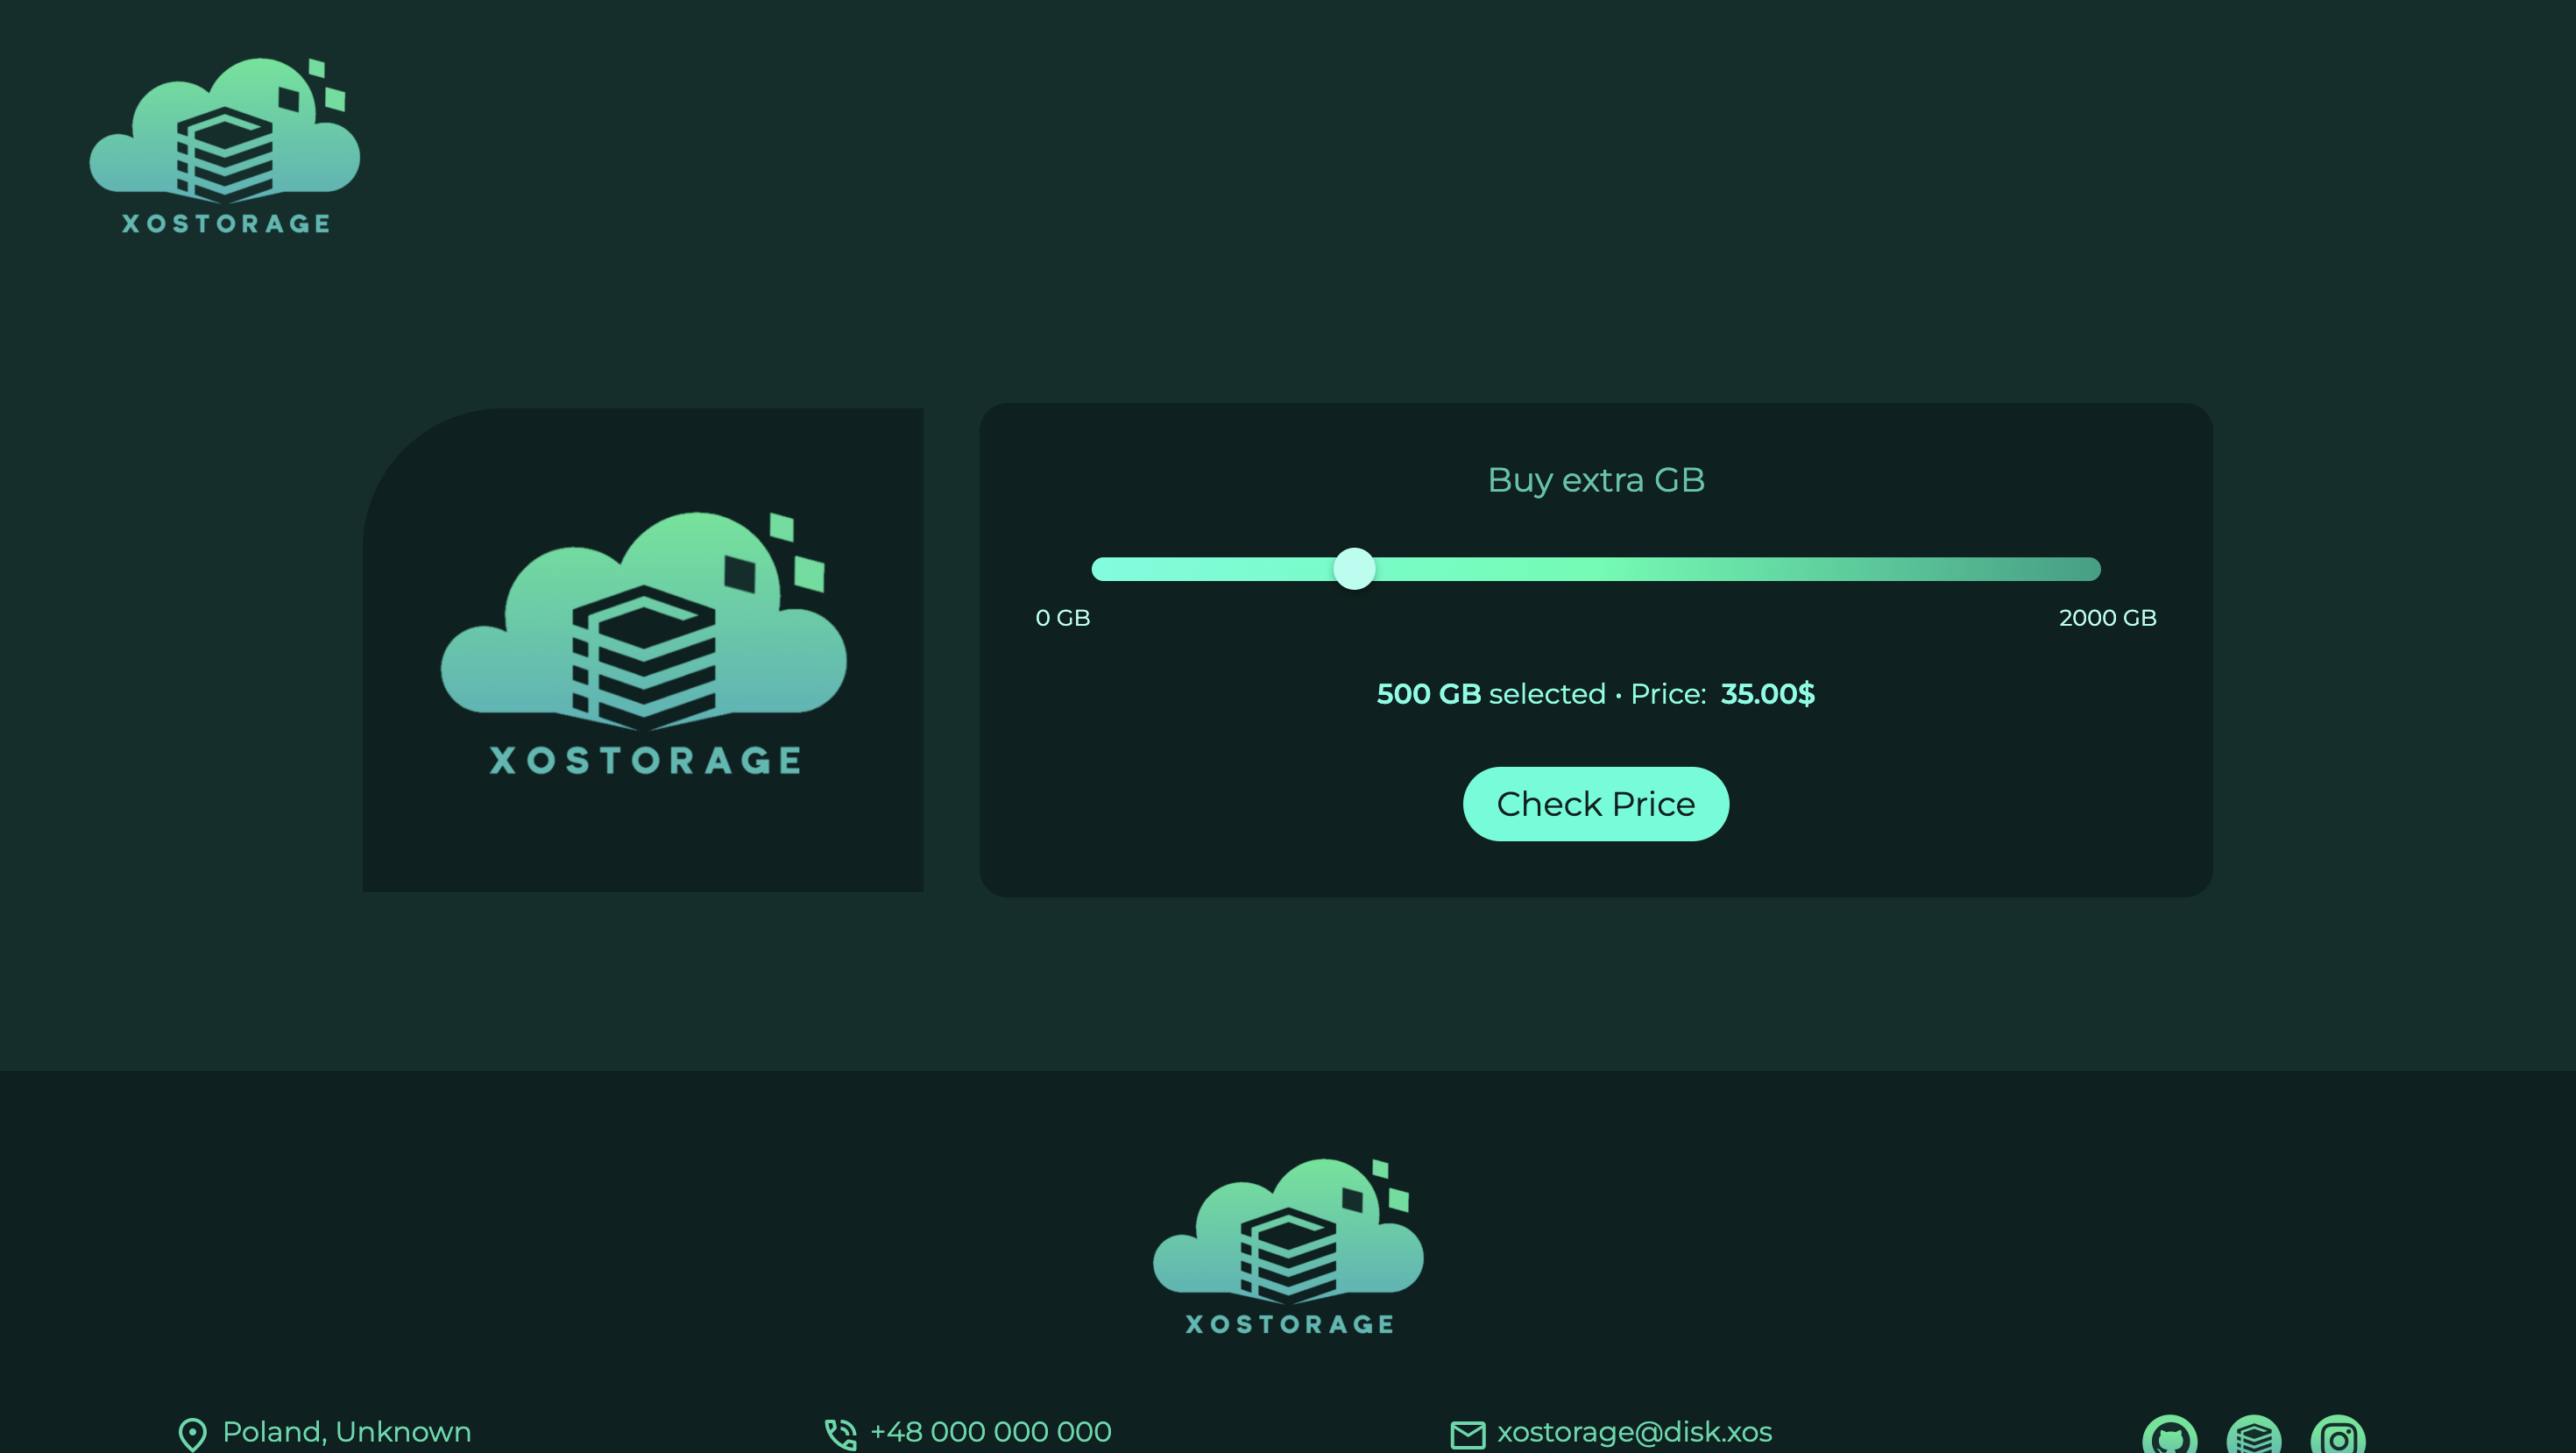 XOSTORAGE
XOSTORAGE
Buy extra GB
0 GB
2000 GB
500 GB selected • Price: 35.00$
Check Price
XOSTORAGE
Poland, Unknown
+48 000 000 000
xostorage@disk.xos